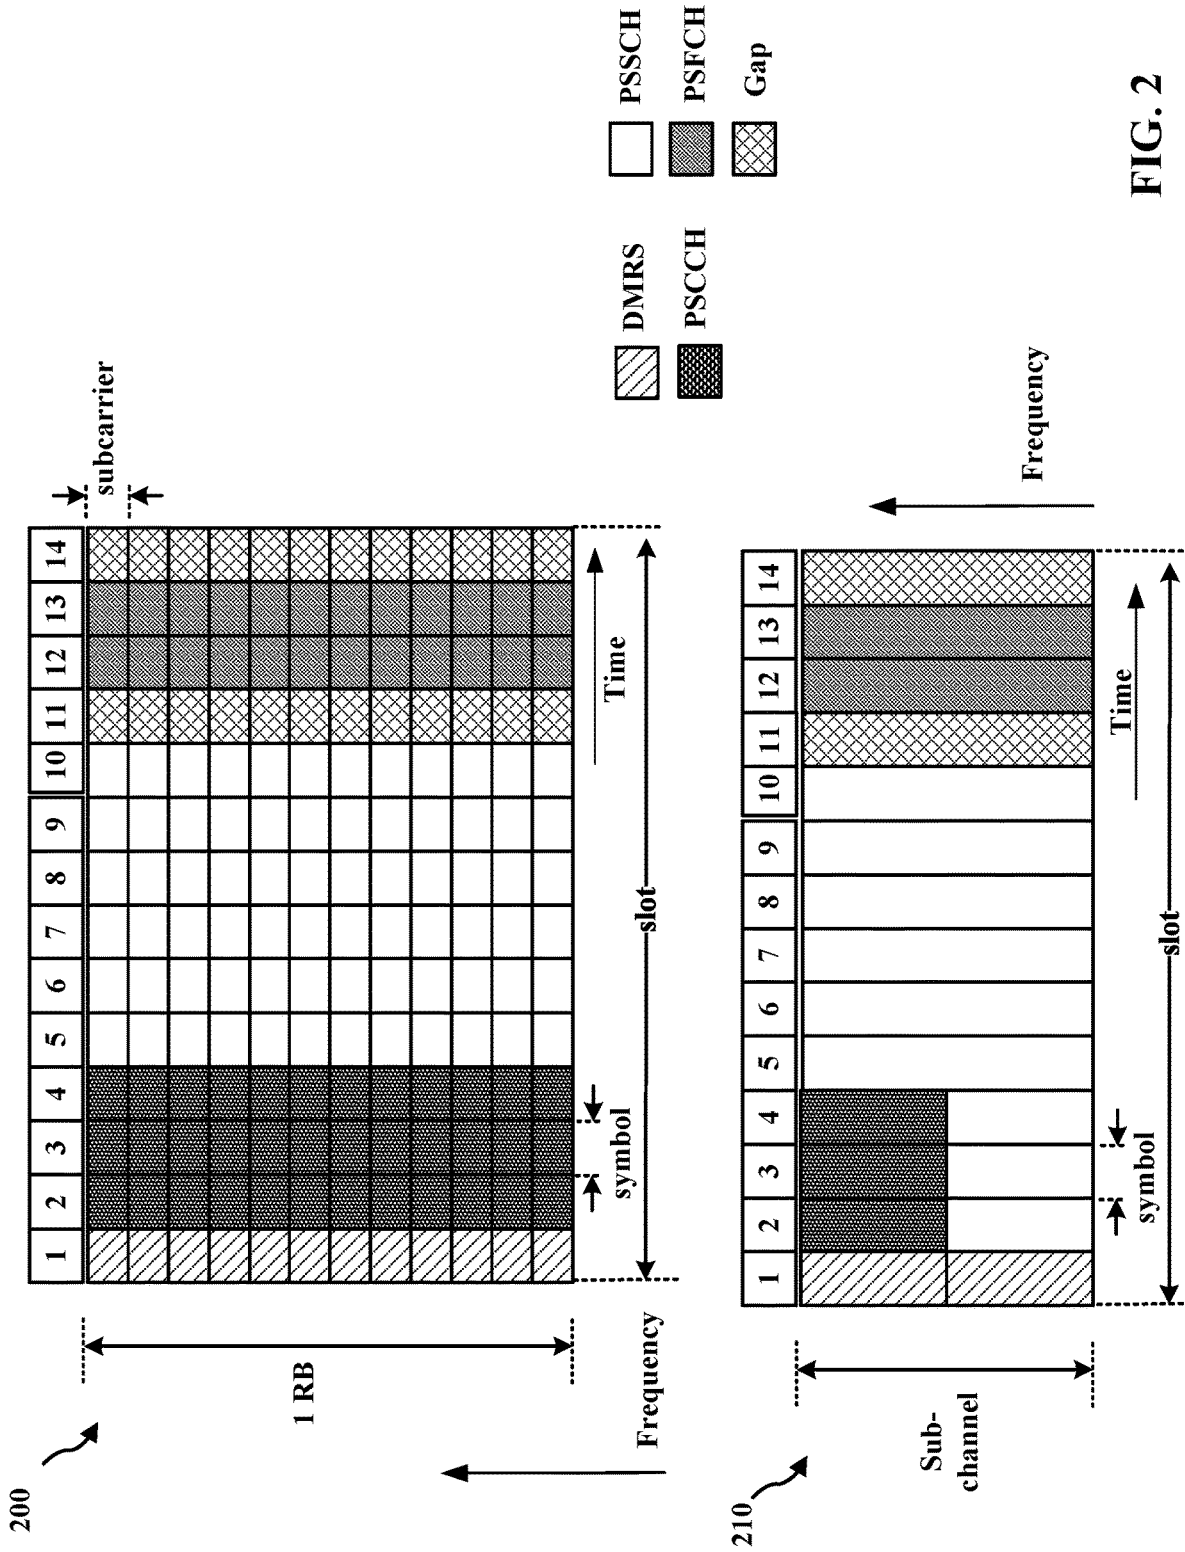 200
1 2 3 4 5 6 7 8 9 10 11 12 13 14
subcarrier
1 RB
Frequency
symbol
Time
slot
DMRS
PSSCH
PSCCH
PSFCH
Gap
210
1 2 3 4 5 6 7 8 9 10 11 12 13 14
Sub-
channel
Frequency
symbol
Time
slot
FIG. 2